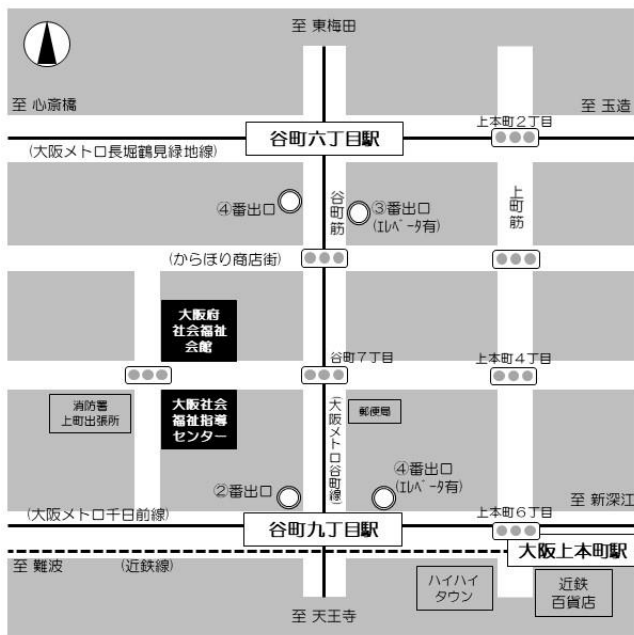 至 東梅田
至 心斎橋
至 玉造
上本町2丁目
谷町六丁目駅
(大阪メトロ長堀鶴見緑地線)
④番出口
谷町筋
③番出口
(ｴﾚﾍﾞｰﾀ有)
上町筋
(からほり商店街)
大阪府
社会福祉
会館
谷町7丁目
上本町4丁目
消防署
上町出張所
大阪社会
福祉指導
センター
(大阪メトロ谷町線)
郵便局
②番出口
④番出口
(ｴﾚﾍﾞｰﾀ有)
至 新深江
(大阪メトロ千日前線)
上本町6丁目
谷町九丁目駅
大阪上本町駅
至 難波
(近鉄線)
ハイハイ
タウン
近鉄
百貨店
至 天王寺